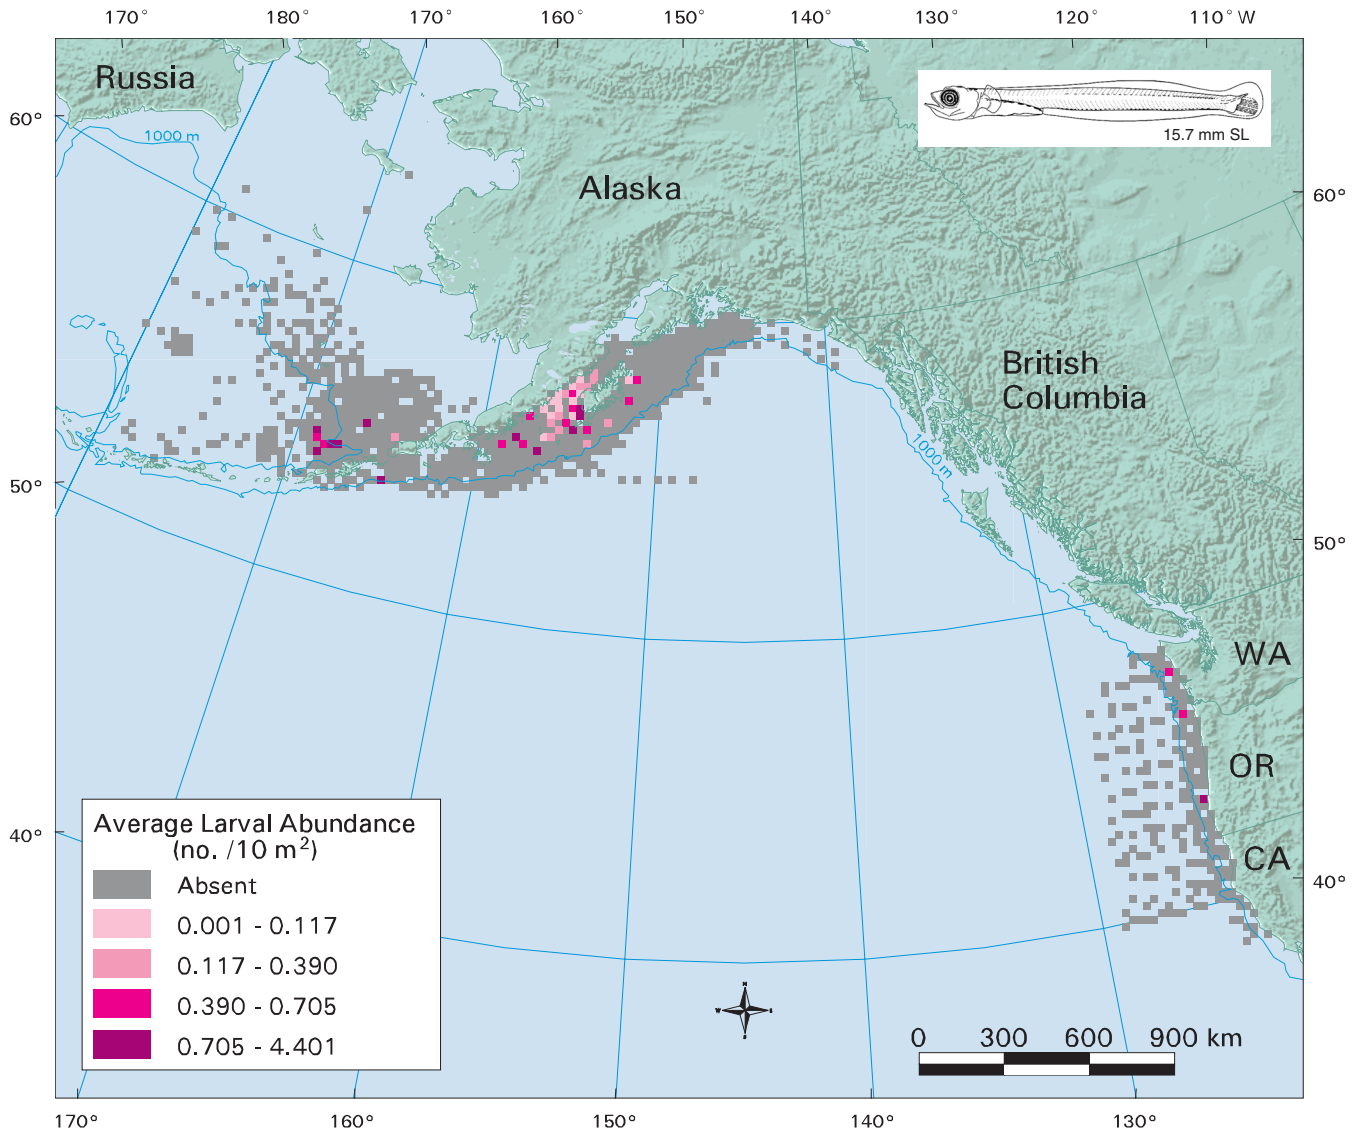 170° 180° 170° 160° 150° 140° 130° 120° 110° W
Russia
1000 m
15.7 mm SL
60°
Alaska
60°
British
Columbia
1000 m
50°
50°
WA
OR
CA
40°
40°
Average Larval Abundance
(no. /10 m²)
Absent
0.001 - 0.117
0.117 - 0.390
0.390 - 0.705
0.705 - 4.401
N
W
S
0 300 600 900 km
170° 160° 150° 140° 130°